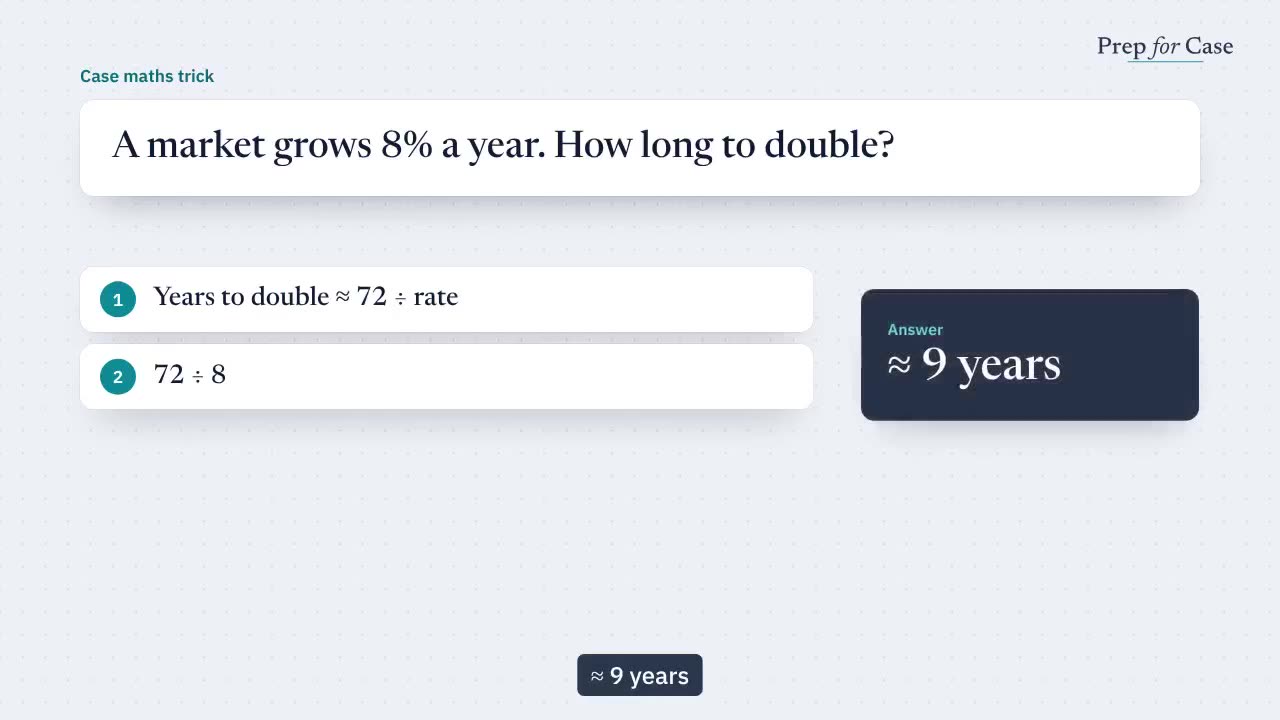 Prep for Case
Case maths trick
A market grows 8% a year. How long to double?
1 Years to double ≈ 72 ÷ rate
2 72 ÷ 8
Answer
≈ 9 years
≈ 9 years